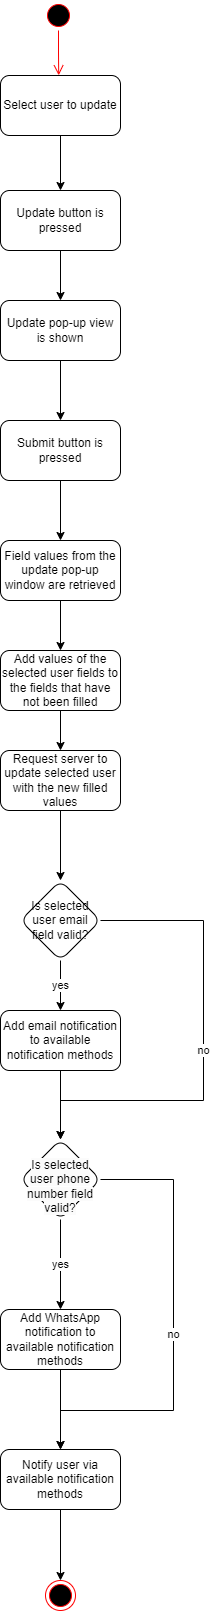 Select user to update
Update button is
pressed
Update pop-up view
is shown
Submit button is
pressed
Field values from the
update pop-up
window are retrieved
Add values of the
selected user fields to
the fields that have
not been filled
Request server to
update selected user
with the new filled
values
Is selected
user email
field valid?
yes
Add email notification
to available
notification methods
no
Is selected
user phone
number field
valid?
yes
Add WhatsApp
notification to
available notification
methods
no
Notify user via
available notification
methods